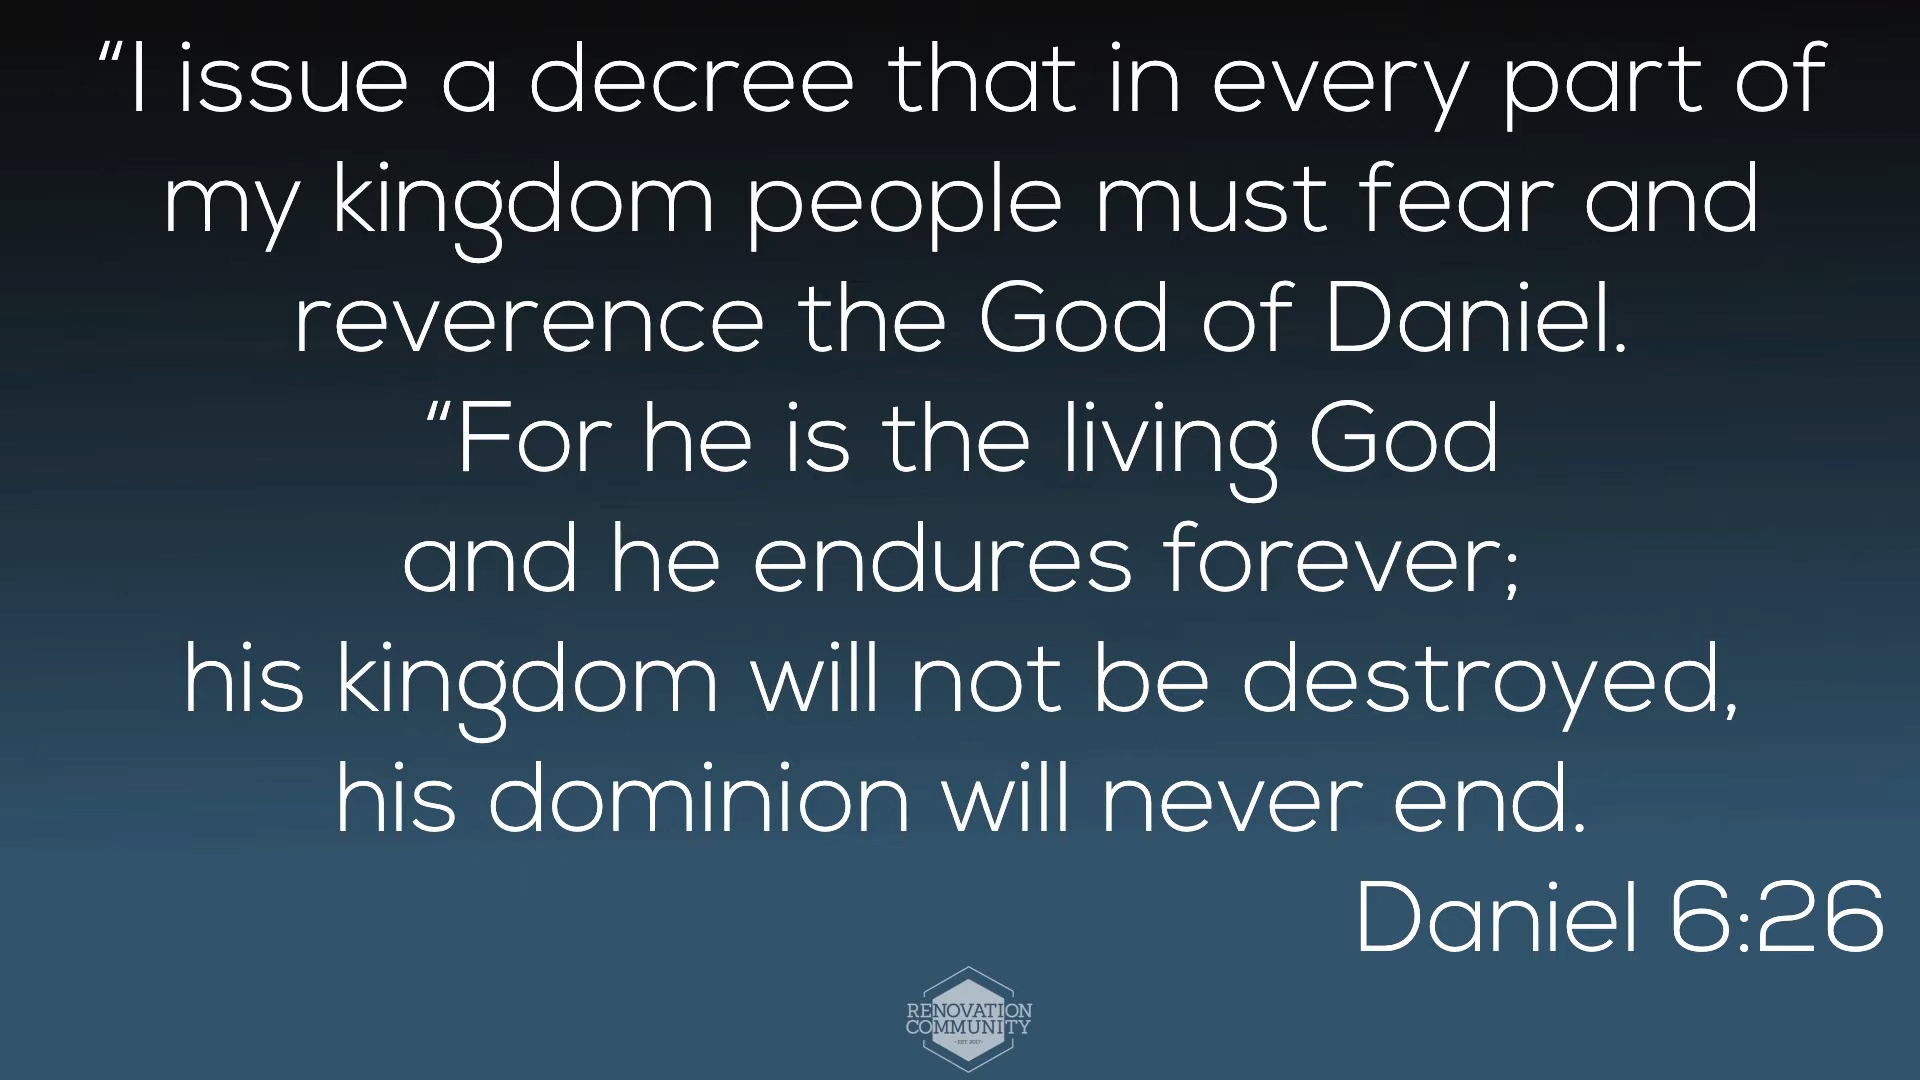 “I issue a decree that in every part of
my kingdom people must fear and
reverence the God of Daniel.
“For he is the living God
and he endures forever;
his kingdom will not be destroyed,
his dominion will never end.
Daniel 6:26
RENOVATION
COMMUNITY
· EST. 2017 ·